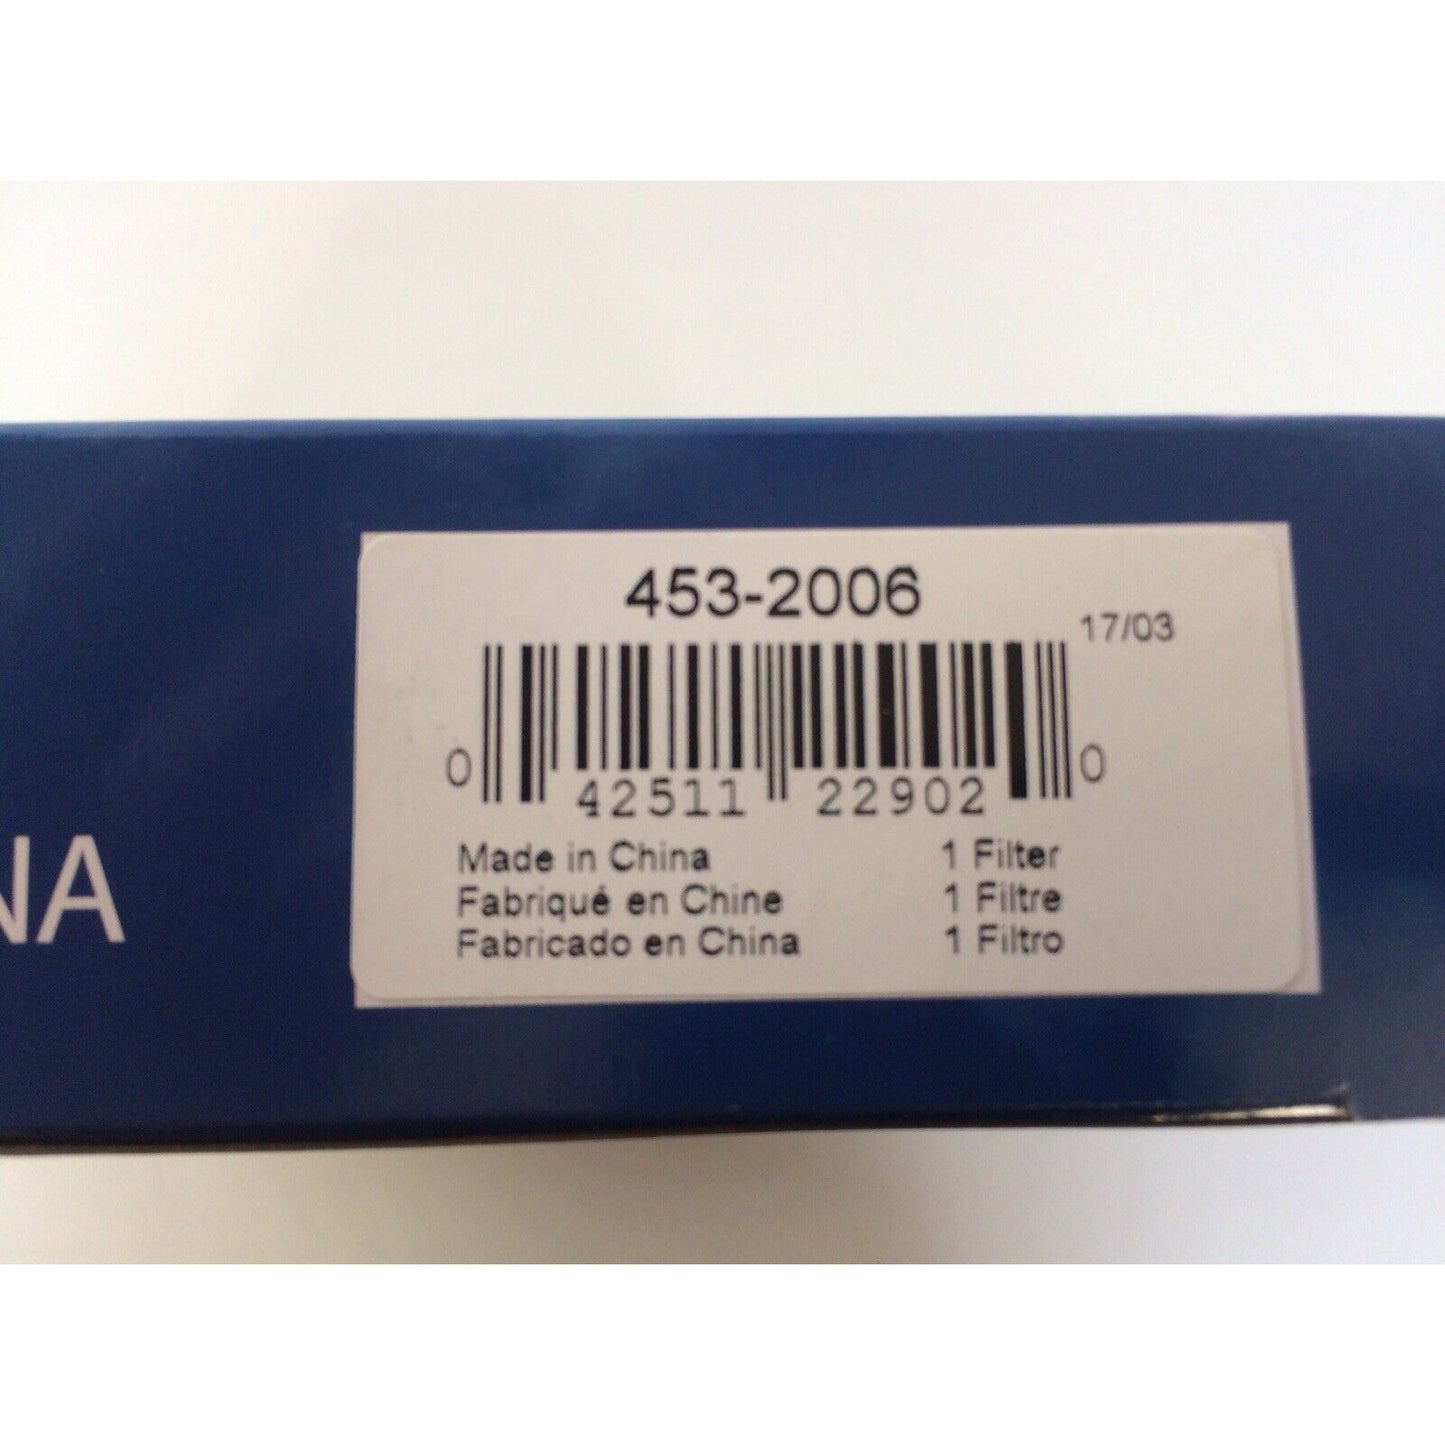 453-2006
17/03
0 42511 22902 0
Made in China 1 Filter
Fabriqué en Chine 1 Filtre
Fabricado en China 1 Filtro
NA